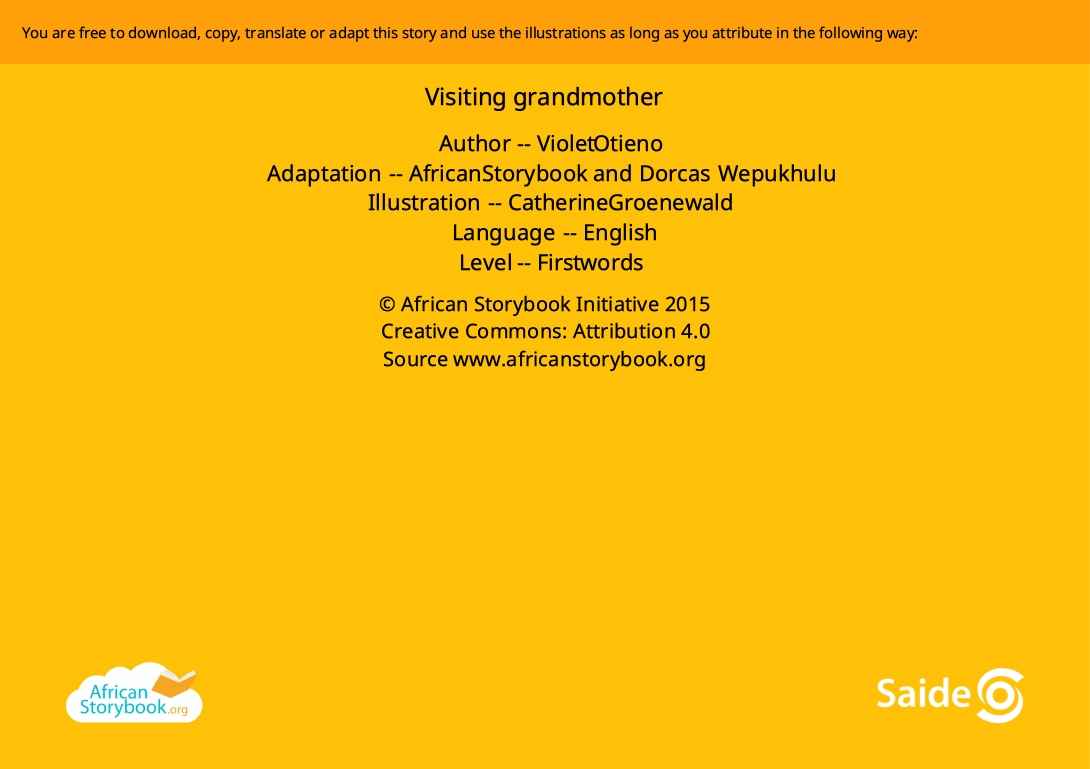 You are free to download, copy, translate or adapt this story and use the illustrations as long as you attribute in the following way:
Visiting grandmother
Author -- VioletOtieno
Adaptation -- AfricanStorybook and Dorcas Wepukhulu
Illustration -- CatherineGroenewald
Language -- English
Level -- Firstwords
© African Storybook Initiative 2015
Creative Commons: Attribution 4.0
Source www.africanstorybook.org
African
Storybook.org
Saide